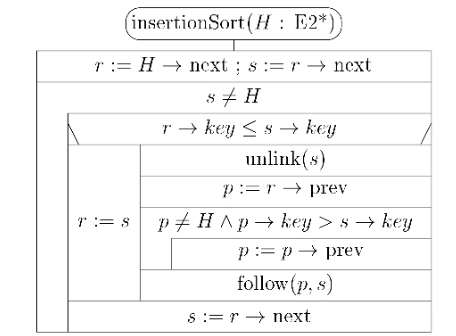 insertionSort(H : E2*)
r := H → next ; s := r → next
s ≠ H
r → key ≤ s → key
unlink(s)
p := r → prev
r := s
p ≠ H ∧ p → key > s → key
p := p → prev
follow(p, s)
s := r → next